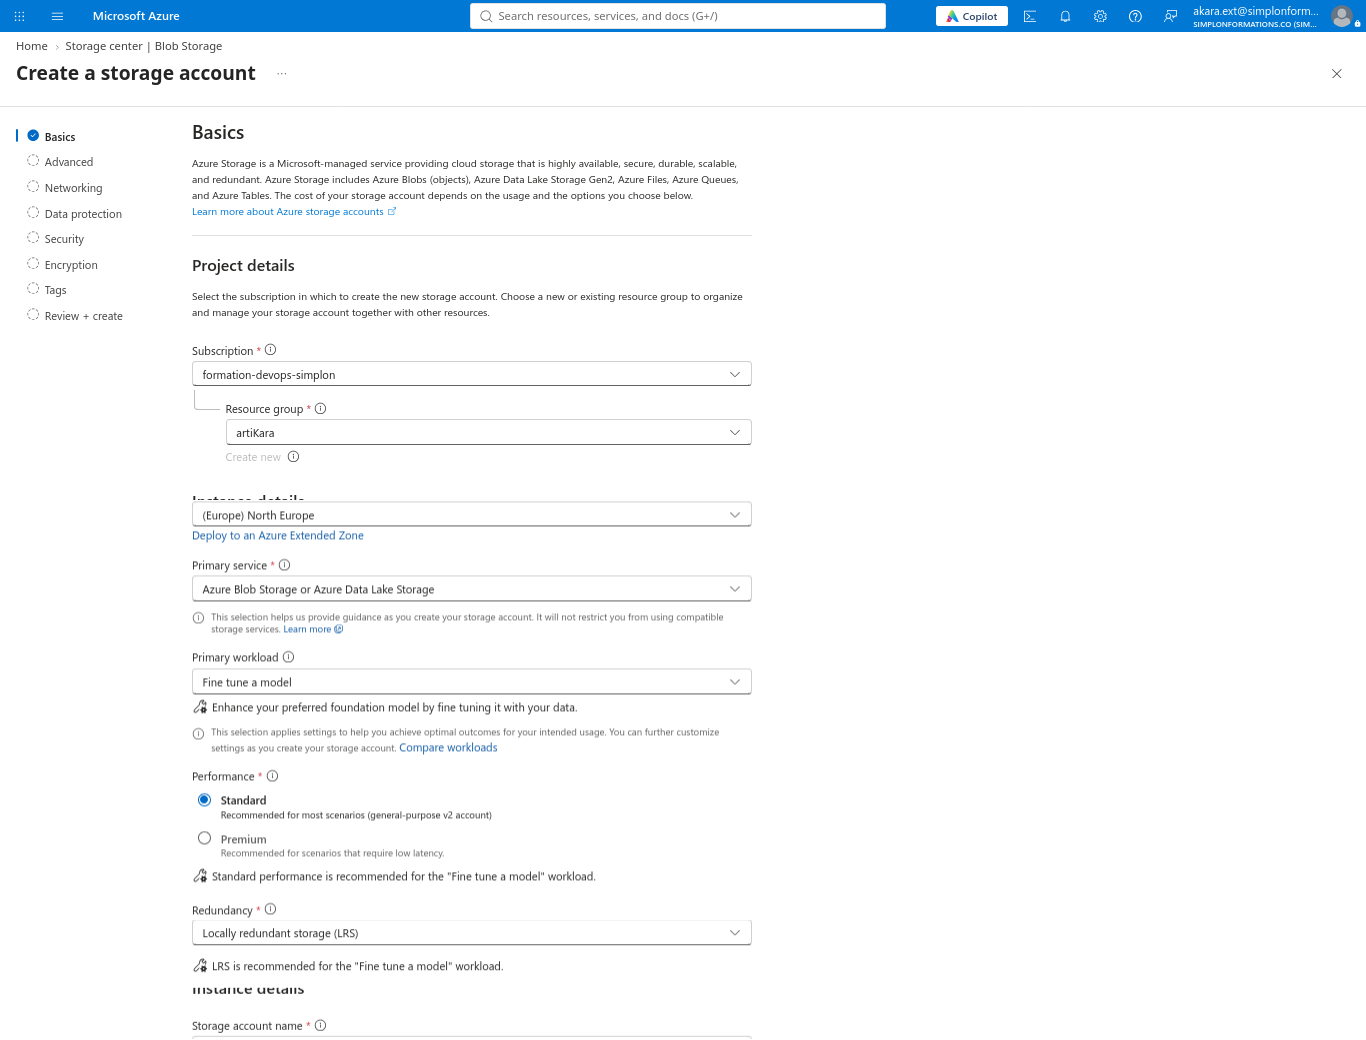 Microsoft Azure
Search resources, services, and docs (G+/)
Copilot
akara.ext@simplonform...
SIMPLONFORMATIONS.CO (SIM...
Home › Storage center | Blob Storage
Create a storage account ...
Basics
Advanced
Networking
Data protection
Security
Encryption
Tags
Review + create
Basics
Azure Storage is a Microsoft-managed service providing cloud storage that is highly available, secure, durable, scalable,
and redundant. Azure Storage includes Azure Blobs (objects), Azure Data Lake Storage Gen2, Azure Files, Azure Queues,
and Azure Tables. The cost of your storage account depends on the usage and the options you choose below.
Learn more about Azure storage accounts
Project details
Select the subscription in which to create the new storage account. Choose a new or existing resource group to organize
and manage your storage account together with other resources.
Subscription *
formation-devops-simplon
Resource group *
artiKara
Create new
Instance details
(Europe) North Europe
Deploy to an Azure Extended Zone
Primary service *
Azure Blob Storage or Azure Data Lake Storage
This selection helps us provide guidance as you create your storage account. It will not restrict you from using compatible
storage services. Learn more
Primary workload
Fine tune a model
Enhance your preferred foundation model by fine tuning it with your data.
This selection applies settings to help you achieve optimal outcomes for your intended usage. You can further customize
settings as you create your storage account. Compare workloads
Performance *
Standard
Recommended for most scenarios (general-purpose v2 account)
Premium
Recommended for scenarios that require low latency.
Standard performance is recommended for the "Fine tune a model" workload.
Redundancy *
Locally redundant storage (LRS)
LRS is recommended for the "Fine tune a model" workload.
Instance details
Storage account name *